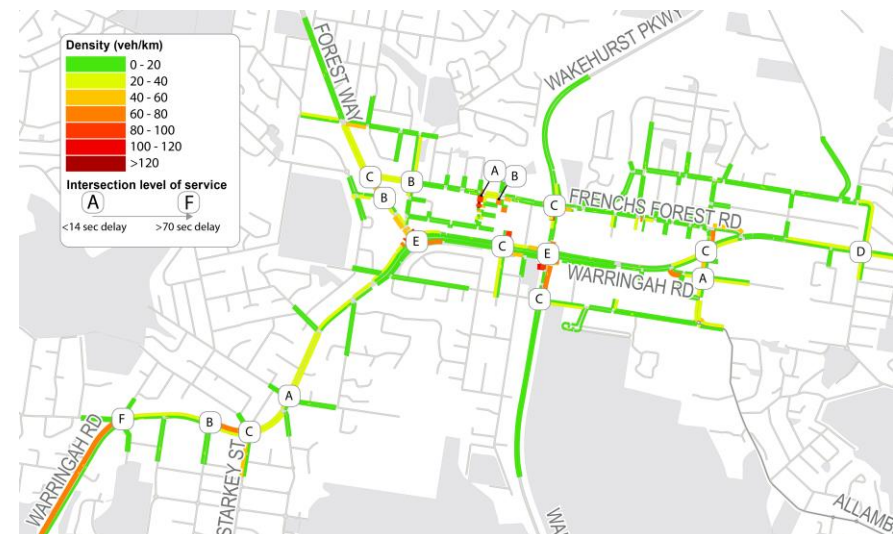 Density (veh/km)
0 - 20
20 - 40
40 - 60
60 - 80
80 - 100
100 - 120
>120
Intersection level of service
A F
<14 sec delay >70 sec delay
FOREST WAY
WAKEHURST PKWY
A B
C B
B
C
FRENCHS FOREST RD
E C E C D
WARRINGAH RD
A
C
A
F B C
WARRINGAH RD
STARKEY ST
WA
ALLAMB